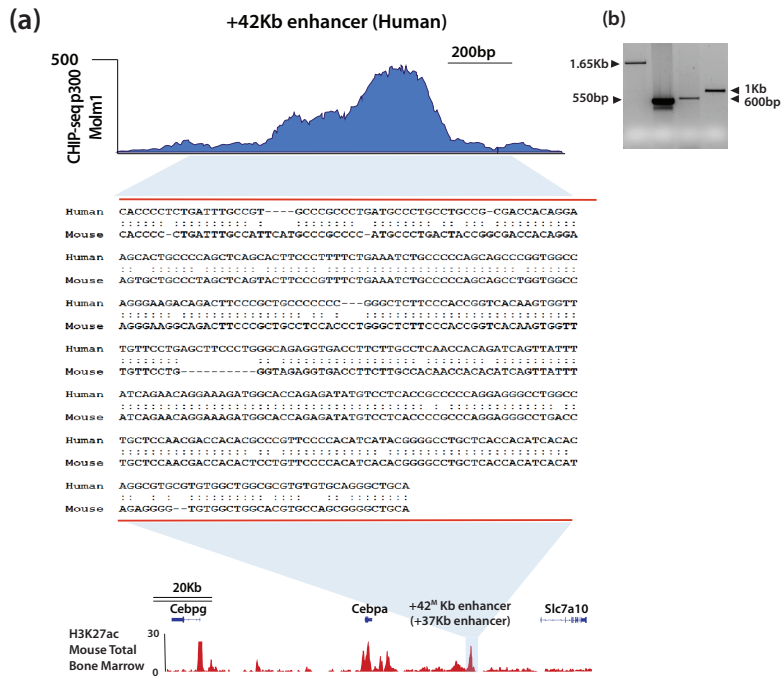 (a)
+42Kb enhancer (Human)
(b)
500
200bp
CHIP-seq p300
Molm1
0
1.65Kb
550bp
1Kb
600bp
Human CACCCCTCTGATTTGCCGT----GCCCGCCCTGATGCCCTGCCTGCCG-CGACCACAGGA
Mouse CACCCC-CTGATTTGCCATTCATGCCCGCCCC-ATGCCCTGACTACCGGCGACCACAGGA
Human AGCACTGCCCCAGCTCAGCACTTCCCTTTTCTGAAATCTGCCCCCAGCAGCCCGGTGGCC
Mouse AGTGCTGCCCTAGCTCAGTACTTCCCGTTTCTGAAATCTGCCCCCAGCAGCCTGGTGGCC
Human AGGGAAGACAGACTTCCCGCTGCCCCCCC---GGGCTCTTCCCACCGGTCACAAGTGGTT
Mouse AGGGAAGGCAGACTTCCCGCTGCCTCCACCCTGGGCTCTTCCCACCGGTCACAAGTGGTT
Human TGTTCCTGAGCTTCCCTGGGCAGAGGTGACCTTCTTGCCTCAACCACAGATCAGTTATTT
Mouse TGTTCCTG----------GGTAGAGGTGACCTTCTTGCCACAACCACACATCAGTTATTT
Human ATCAGAACAGGAAAGATGGCACCAGAGATATGTCCTCACCGCCCCCAGGAGGGCCTGGCC
Mouse ATCAGAACAGGAAAGATGGCACCAGAGATATGTCCTCACCCCGCCCAGGAGGGCCTGACC
Human TGCTCCAACGACCACACGCCCGTTCCCCACATCATACGGGGCCTGCTCACCACATCACAC
Mouse TGCTCCAACGACCACACTCCTGTTCCCCACATCACACGGGGCCTGCTCACCACATCACAT
Human AGGCGTGCGTGTGGCTGGCGCGTGTGTGCAGGGCTGCA
Mouse AGAGGGG--TGTGGCTGGCACGTGCCAGCGGGGCTGCA
20Kb
Cebpg
Cebpa
+42ᴹ Kb enhancer
(+37Kb enhancer)
Slc7a10
H3K27ac
Mouse Total
Bone Marrow
30
0